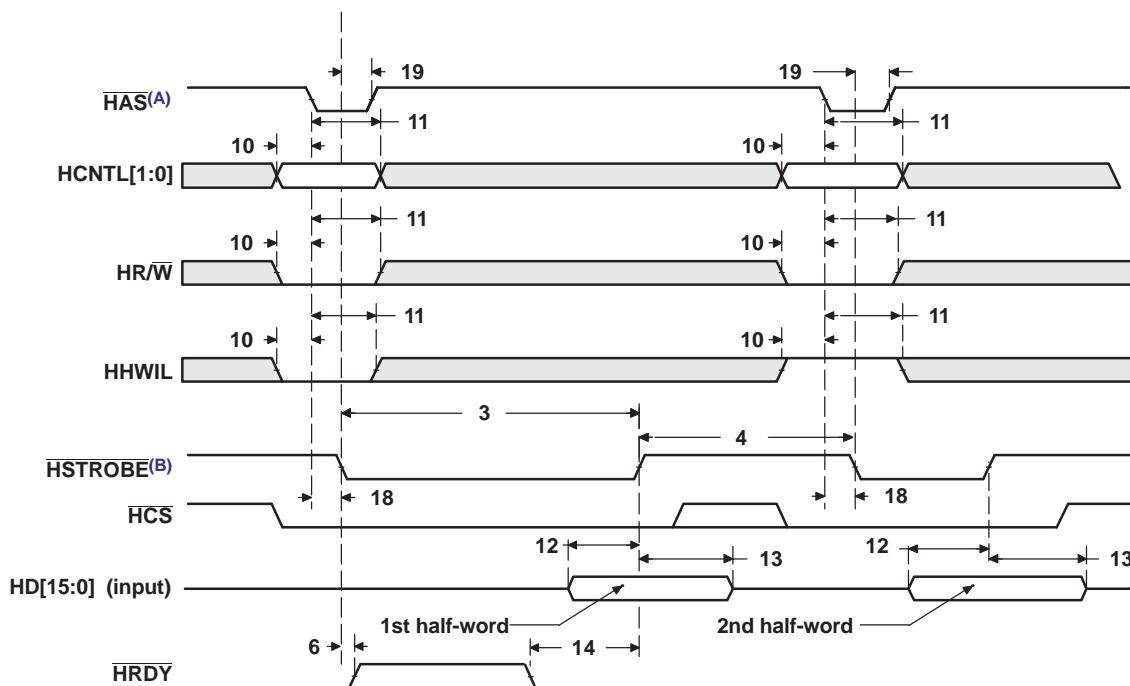 19 19
HAS(A)
11 11
10 10
HCNTL[1:0]
11 11
10 10
HR/W
11 11
10 10
HHWIL
3
4
HSTROBE(B)
18 18
HCS
12 12
13 13
HD[15:0] (input)
1st half-word 2nd half-word
6 14
HRDY